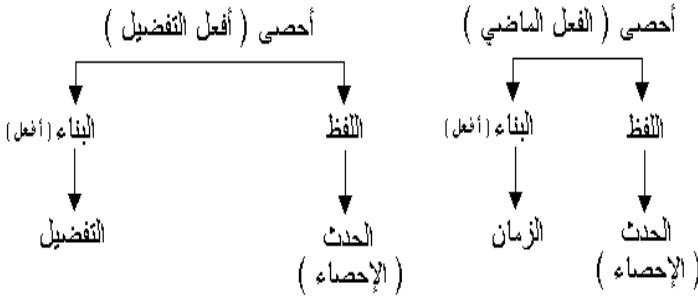 أحصى ( الفعل الماضي )
اللفظ
البناء ( أفعل )
الحدث
( الإحصاء )
الزمان
أحصى ( أفعل التفضيل )
اللفظ
البناء ( أفعل )
الحدث
( الإحصاء )
التفضيل